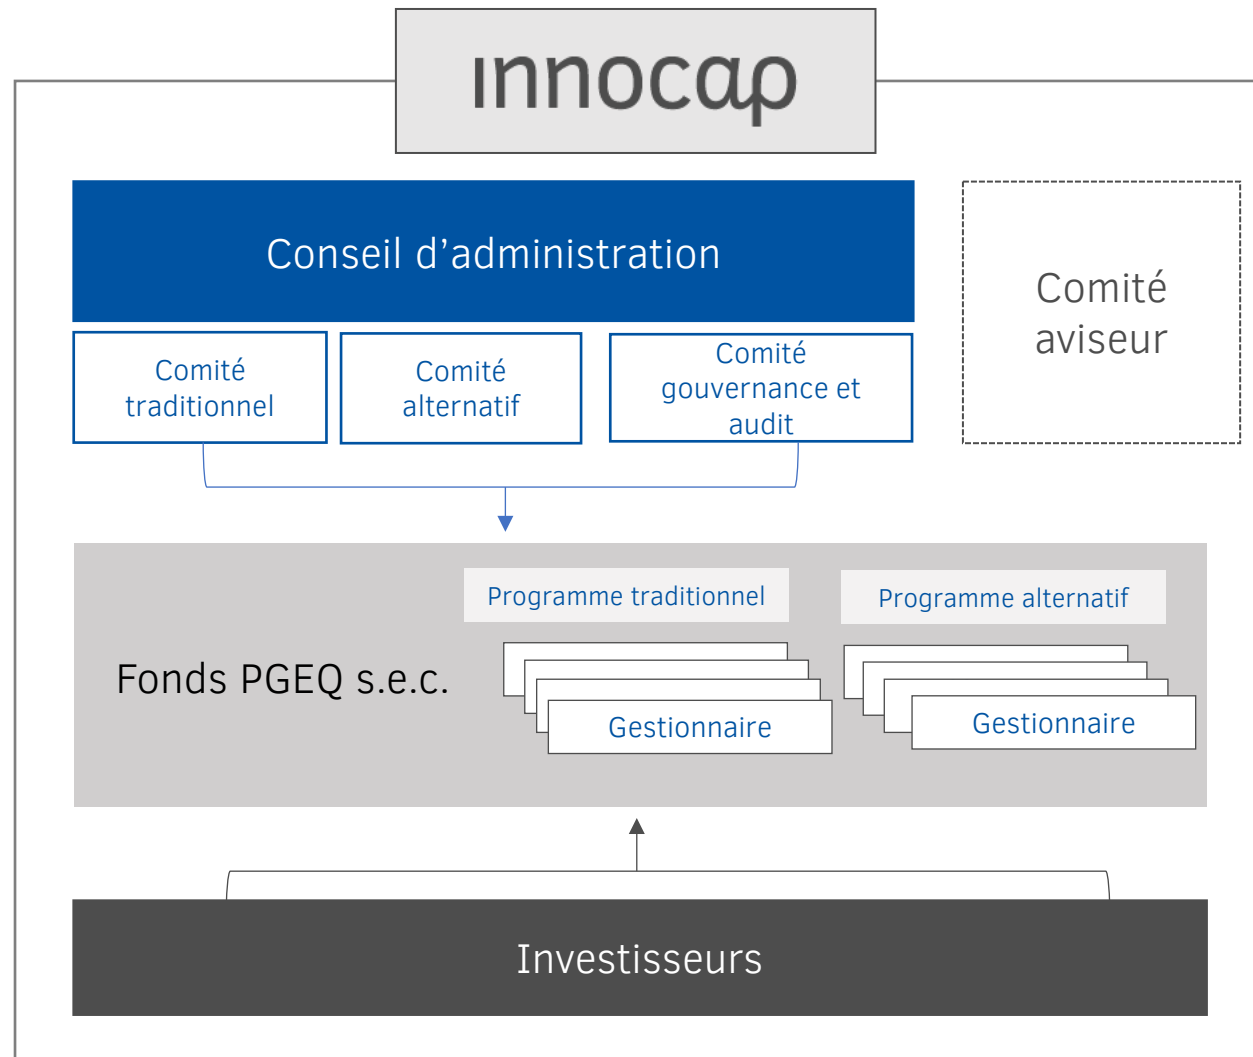 innocap
Conseil d’administration
Comité
aviseur
Comité
traditionnel
Comité
alternatif
Comité
gouvernance et
audit
Programme traditionnel
Programme alternatif
Fonds PGEQ s.e.c.
Gestionnaire
Gestionnaire
Investisseurs